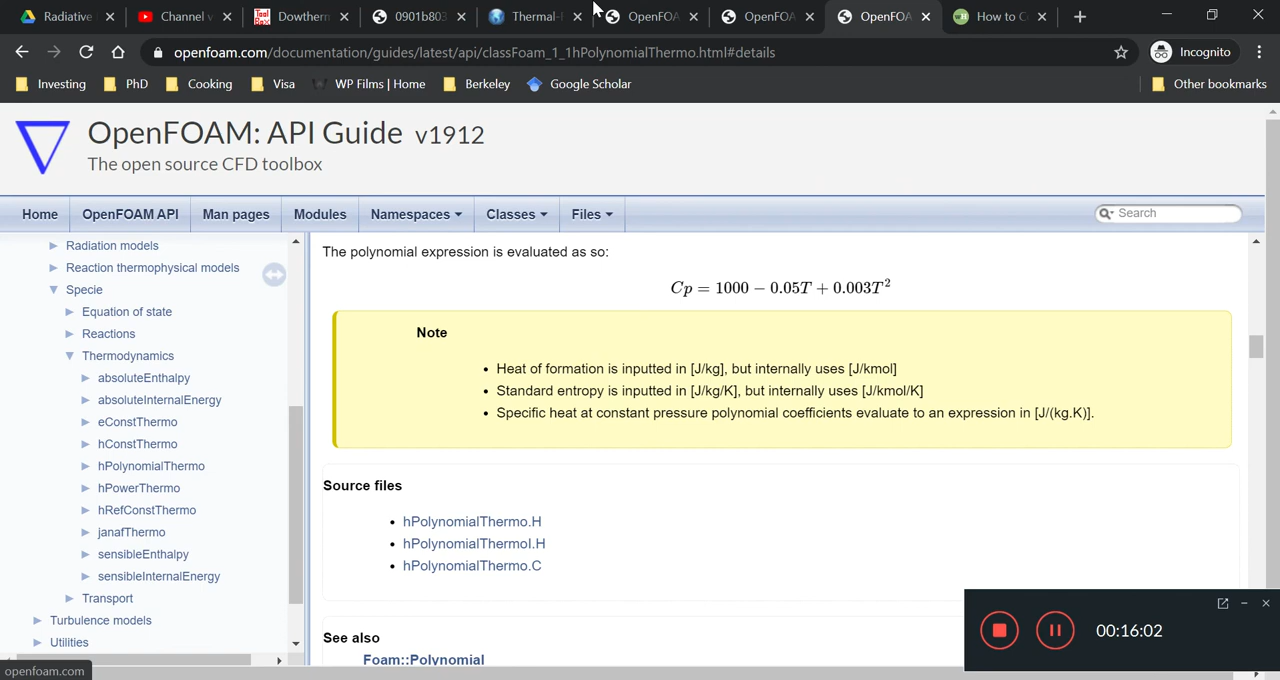 Radiative
Channel v
Tool Box
Dowtherm
0901b803
Thermal-
OpenFOA
OpenFOA
OpenFOA
How to C
openfoam.com/documentation/guides/latest/api/classFoam_1_1hPolynomialThermo.html#details
Incognito
Investing
PhD
Cooking
Visa
WP Films | Home
Berkeley
Google Scholar
Other bookmarks
OpenFOAM: API Guide v1912
The open source CFD toolbox
Home
OpenFOAM API
Man pages
Modules
Namespaces
Classes
Files
Search
Radiation models
Reaction thermophysical models
Specie
Equation of state
Reactions
Thermodynamics
absoluteEnthalpy
absoluteInternalEnergy
eConstThermo
hConstThermo
hPolynomialThermo
hPowerThermo
hRefConstThermo
janafThermo
sensibleEnthalpy
sensibleInternalEnergy
Transport
Turbulence models
Utilities
openfoam.com
The polynomial expression is evaluated as so:
Cp = 1000 − 0.05T + 0.003T²
Note
• Heat of formation is inputted in [J/kg], but internally uses [J/kmol]
• Standard entropy is inputted in [J/kg/K], but internally uses [J/kmol/K]
• Specific heat at constant pressure polynomial coefficients evaluate to an expression in [J/(kg.K)].
Source files
• hPolynomialThermo.H
• hPolynomialThermoI.H
• hPolynomialThermo.C
See also
Foam::Polynomial
00:16:02